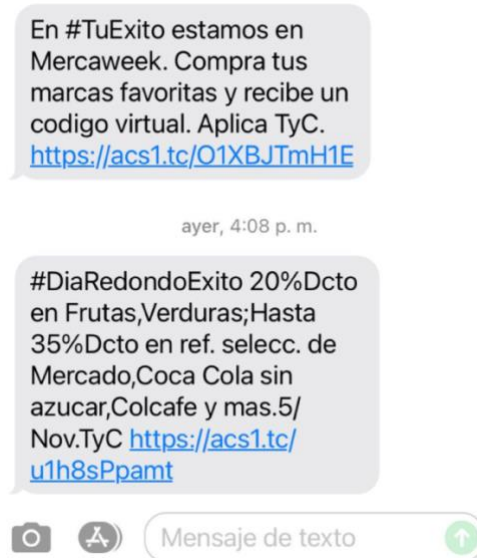 En #TuExito estamos en
Mercaweek. Compra tus
marcas favoritas y recibe un
codigo virtual. Aplica TyC.
https://acs1.tc/O1XBJTmH1E
ayer, 4:08 p. m.
#DiaRedondoExito 20%Dcto
en Frutas,Verduras;Hasta
35%Dcto en ref. selecc. de
Mercado,Coca Cola sin
azucar,Colcafe y mas.5/
Nov.TyC https://acs1.tc/
u1h8sPpamt
Mensaje de texto